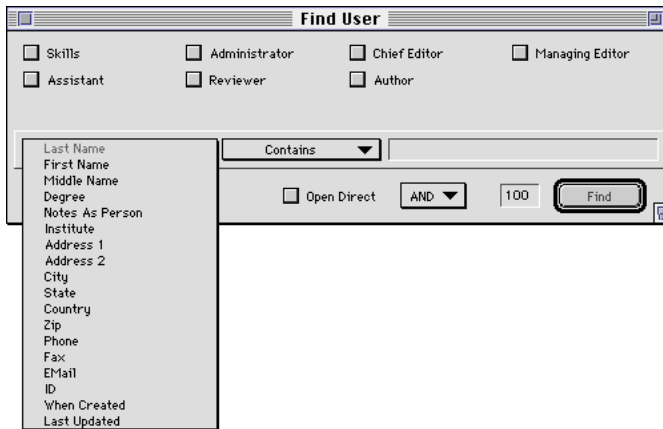 Find User
Skills Administrator Chief Editor Managing Editor
Assistant Reviewer Author
Last Name Contains
First Name
Middle Name
Degree
Notes As Person
Open Direct AND 100 Find
Institute
Address 1
Address 2
City
State
Country
Zip
Phone
Fax
EMail
ID
When Created
Last Updated